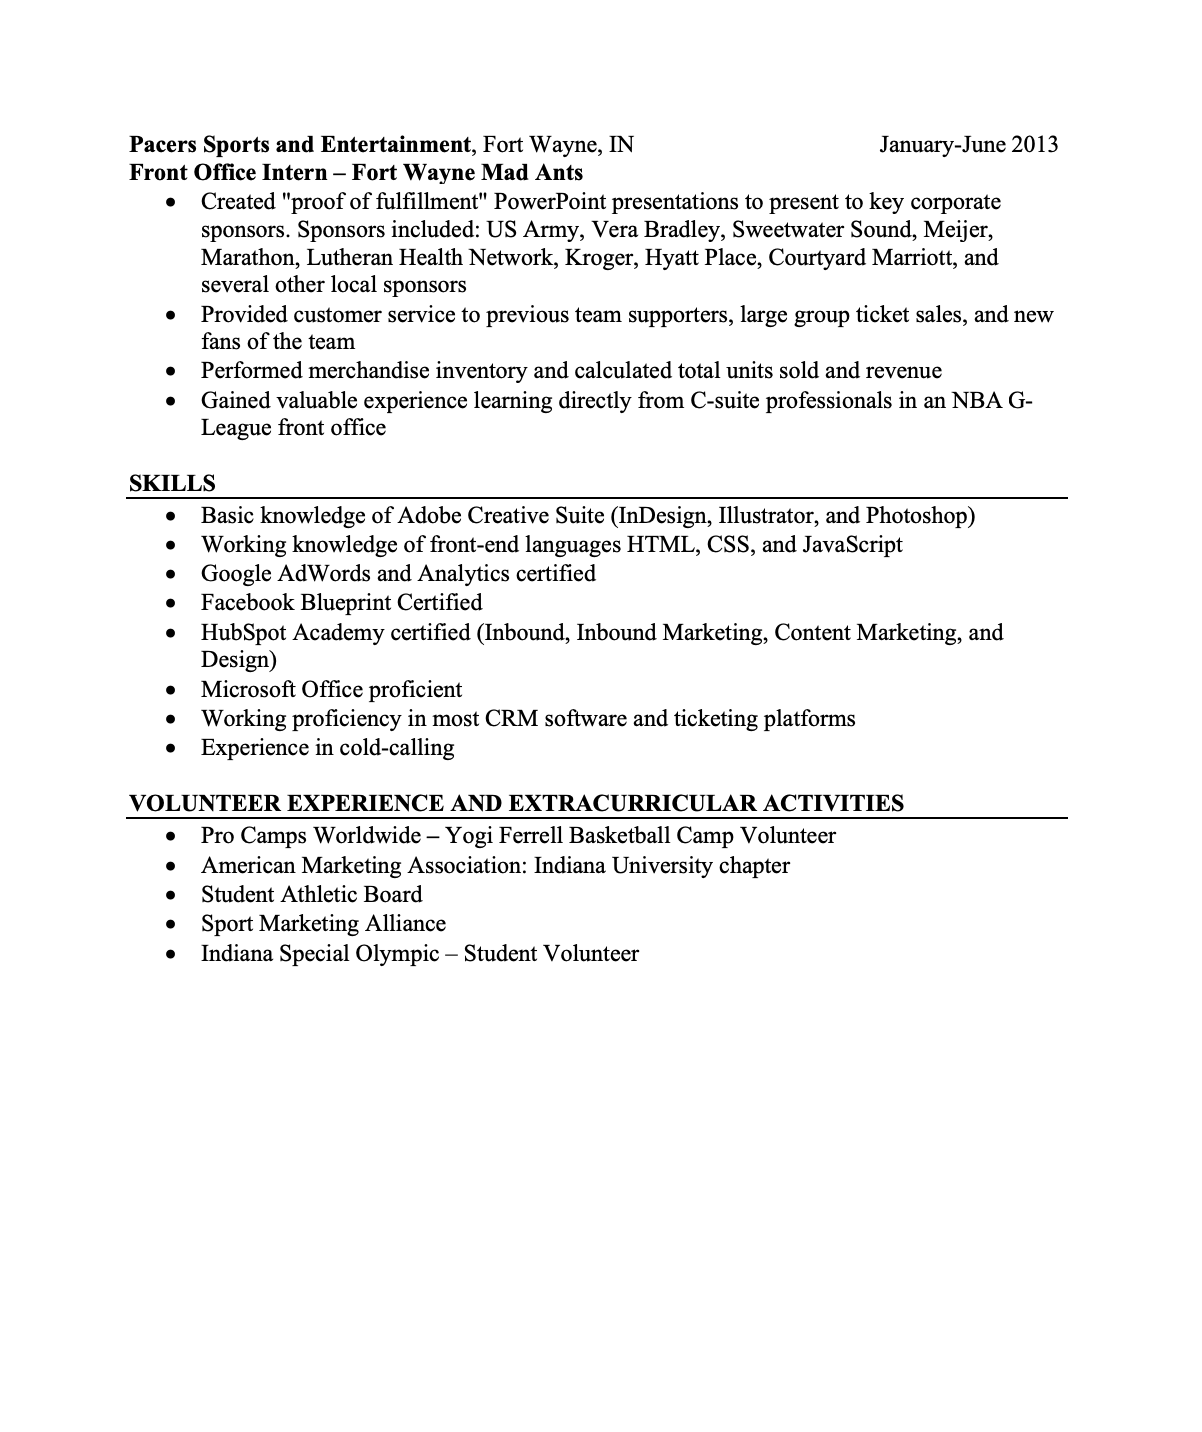 Pacers Sports and Entertainment, Fort Wayne, IN January-June 2013
Front Office Intern – Fort Wayne Mad Ants
• Created "proof of fulfillment" PowerPoint presentations to present to key corporate
sponsors. Sponsors included: US Army, Vera Bradley, Sweetwater Sound, Meijer,
Marathon, Lutheran Health Network, Kroger, Hyatt Place, Courtyard Marriott, and
several other local sponsors
• Provided customer service to previous team supporters, large group ticket sales, and new
fans of the team
• Performed merchandise inventory and calculated total units sold and revenue
• Gained valuable experience learning directly from C-suite professionals in an NBA G-
League front office
SKILLS
• Basic knowledge of Adobe Creative Suite (InDesign, Illustrator, and Photoshop)
• Working knowledge of front-end languages HTML, CSS, and JavaScript
• Google AdWords and Analytics certified
• Facebook Blueprint Certified
• HubSpot Academy certified (Inbound, Inbound Marketing, Content Marketing, and
Design)
• Microsoft Office proficient
• Working proficiency in most CRM software and ticketing platforms
• Experience in cold-calling
VOLUNTEER EXPERIENCE AND EXTRACURRICULAR ACTIVITIES
• Pro Camps Worldwide – Yogi Ferrell Basketball Camp Volunteer
• American Marketing Association: Indiana University chapter
• Student Athletic Board
• Sport Marketing Alliance
• Indiana Special Olympic – Student Volunteer